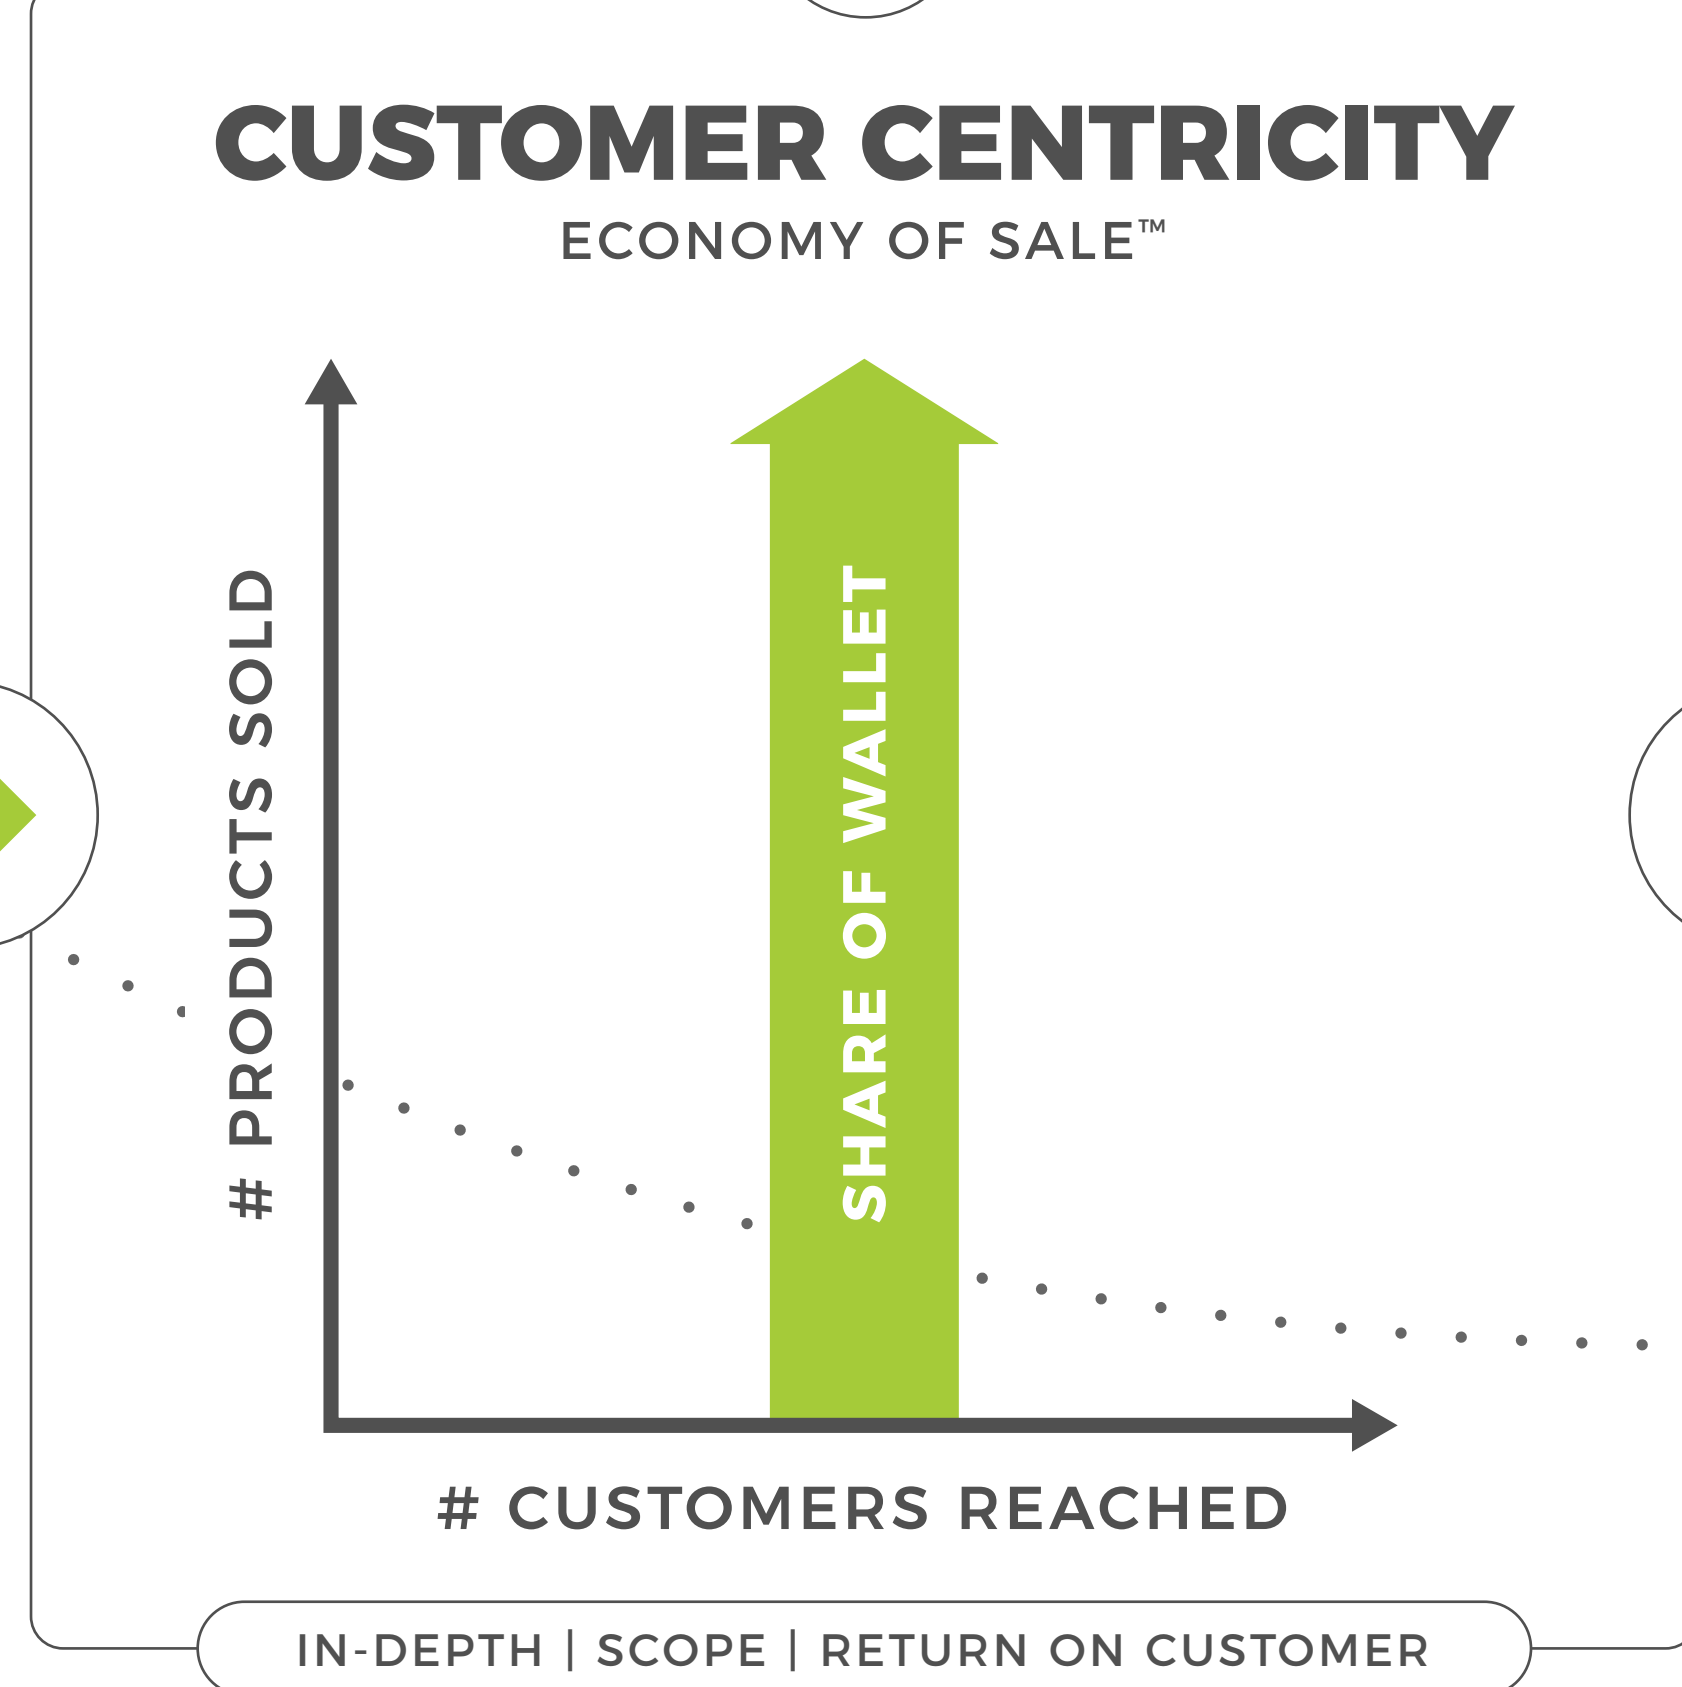 CUSTOMER CENTRICITY
ECONOMY OF SALE™
# PRODUCTS SOLD
SHARE OF WALLET
# CUSTOMERS REACHED
IN-DEPTH | SCOPE | RETURN ON CUSTOMER